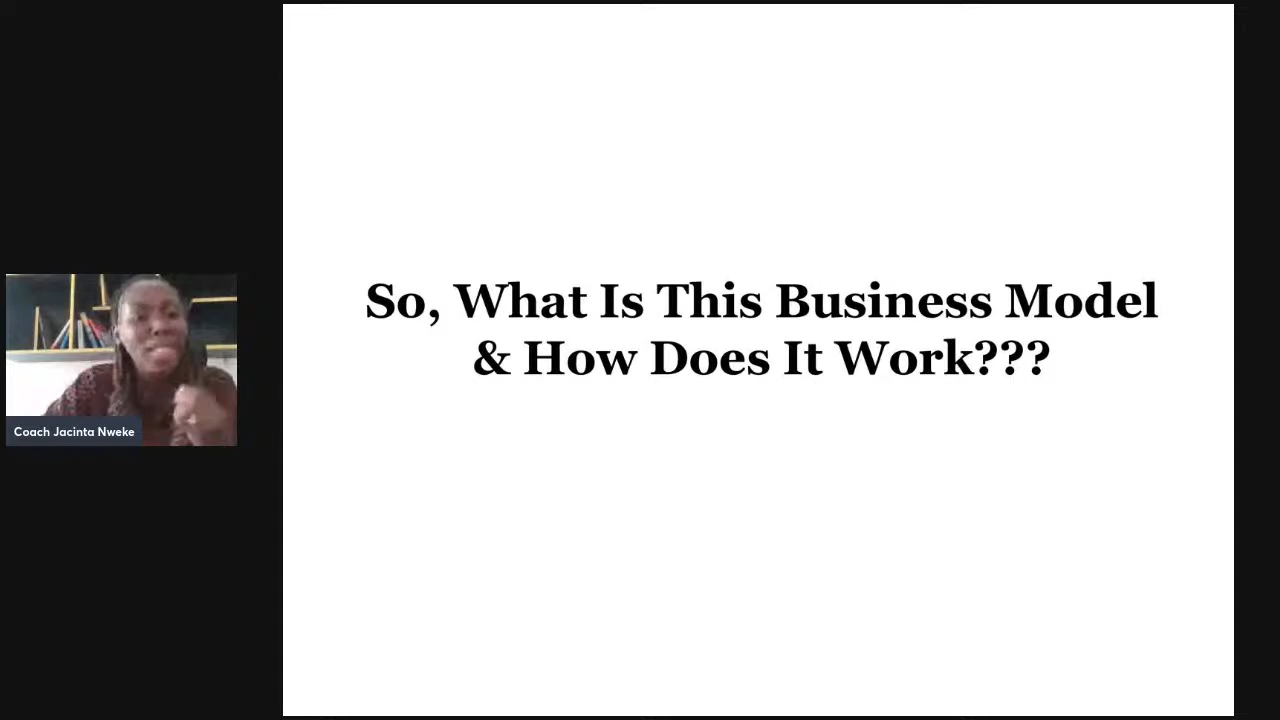 So, What Is This Business Model
& How Does It Work???
Coach Jacinta Nweke